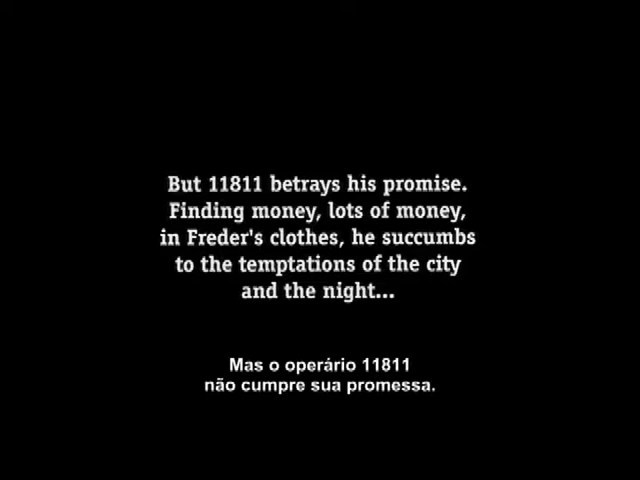 But 11811 betrays his promise.
Finding money, lots of money,
in Freder's clothes, he succumbs
to the temptations of the city
and the night...
Mas o operário 11811
não cumpre sua promessa.